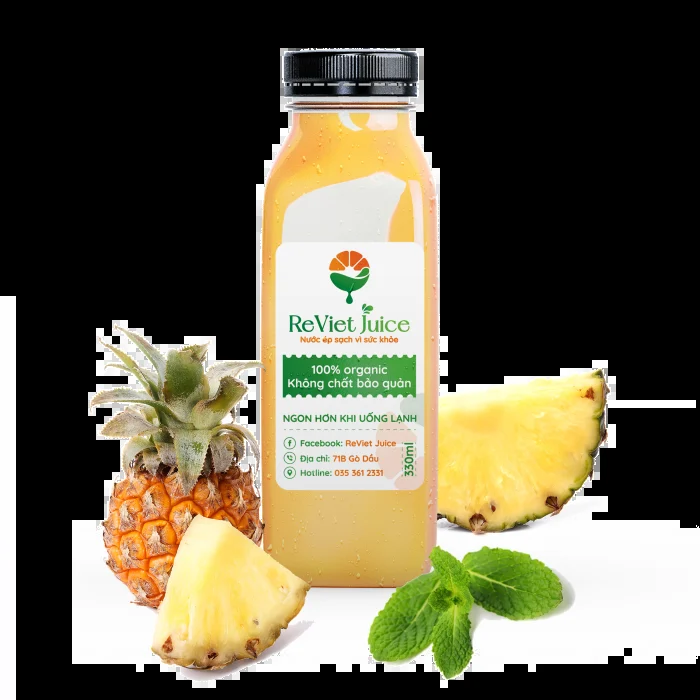 ReViet Juice
Nước ép sạch vì sức khỏe
100% organic
Không chất bảo quản
NGON HƠN KHI UỐNG LẠNH
Facebook: ReViet Juice
Địa chỉ: 71B Gò Dầu
Hotline: 035 361 2331
330ml